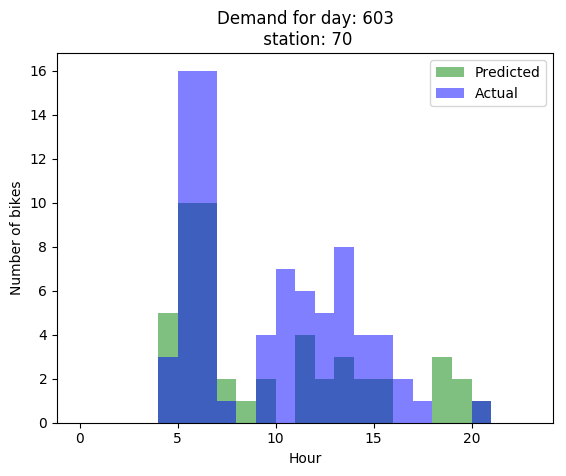 Demand for day: 603
station: 70
Predicted
Actual
16
14
12
10
8
6
4
2
0
Number of bikes
0 5 10 15 20
Hour